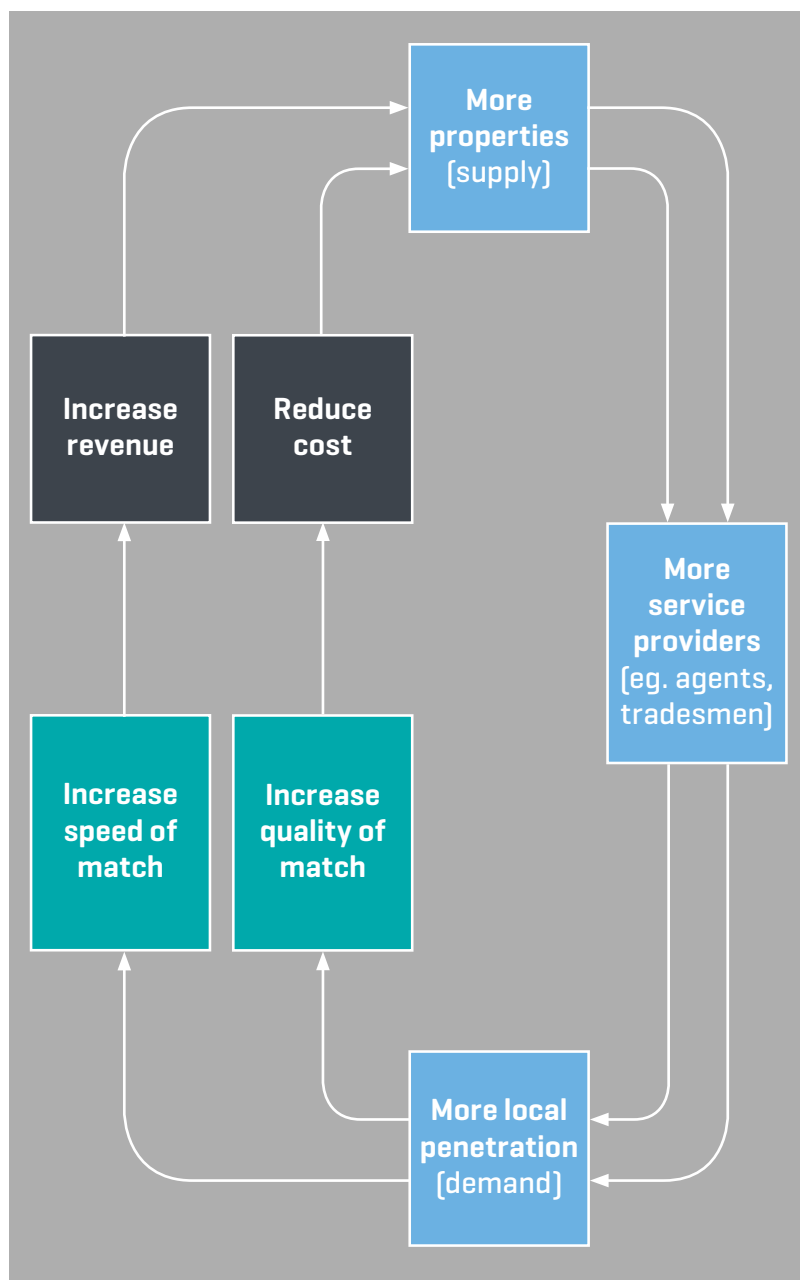 More
properties
(supply)
Increase
revenue
Reduce
cost
More
service
providers
(eg. agents,
tradesmen)
Increase
speed of
match
Increase
quality of
match
More local
penetration
(demand)